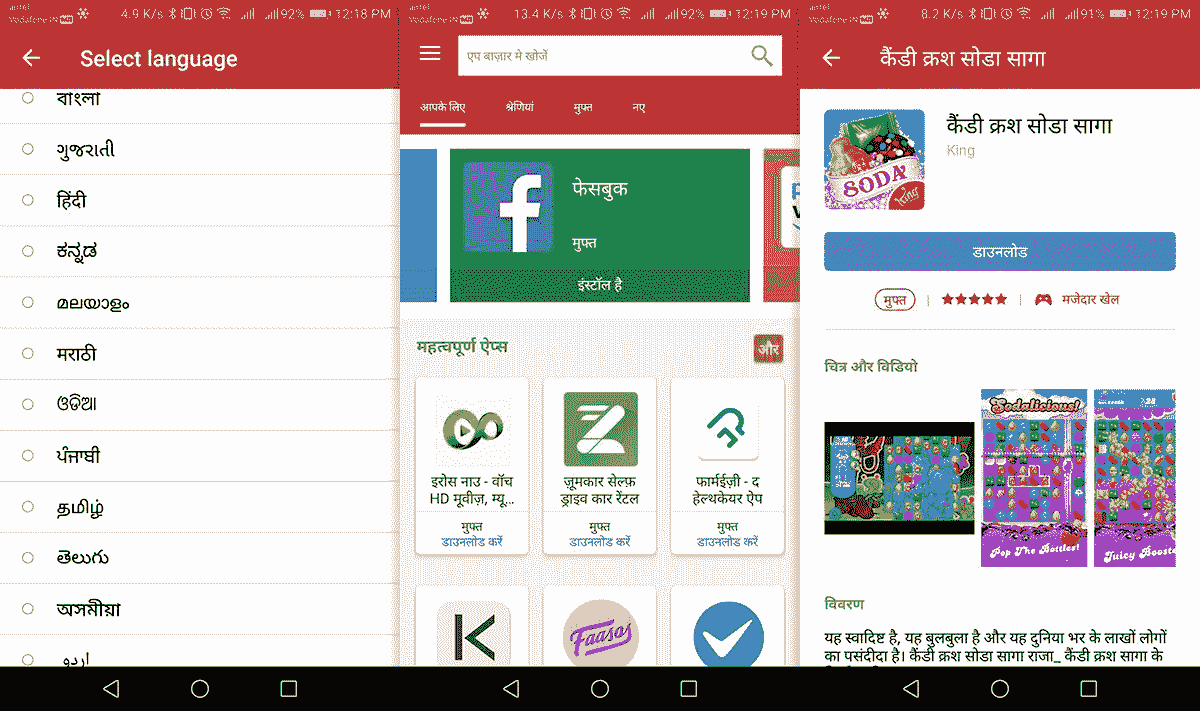 airtel
Vodafone IN
4.9 K/s
92%
12:18 PM
Select language
বাংলা
ગુજરાતી
हिंदी
ಕನ್ನಡ
മലയാളം
मराठी
ଓଡିଆ
ਪੰਜਾਬੀ
தமிழ்
తెలుగు
অসমীয়া
اردو
airtel
Vodafone IN
13.4 K/s
92%
12:19 PM
एप बाज़ार मे खोजें
आपके लिए
श्रेणियां
मुफ्त
नए
फेसबुक
मुफ्त
इंस्टॉल है
महत्वपूर्ण ऐप्स
और
इरोस नाउ - वॉच
HD मूवीज़, म्यू...
मुफ्त
डाउनलोड करें
ज़ूमकार सेल्फ़
ड्राइव कार रेंटल
मुफ्त
डाउनलोड करें
फार्मईज़ी - द
हेल्थकेयर ऐप
मुफ्त
डाउनलोड करें
Faasos
airtel
Vodafone IN
8.2 K/s
91%
12:19 PM
कैंडी क्रश सोडा सागा
SODA
King
कैंडी क्रश सोडा सागा
King
डाउनलोड
मुफ्त
मजेदार खेल
चित्र और विडियो
Sodalicious!
Pop The Bottles!
Juicy Booste
विवरण
यह स्वादिष्ट है, यह बुलबुला है और यह दुनिया भर के लाखों लोगों
का पसंदीदा है। कैंडी क्रश सोडा सागा राजा_ कैंडी क्रश सागा के